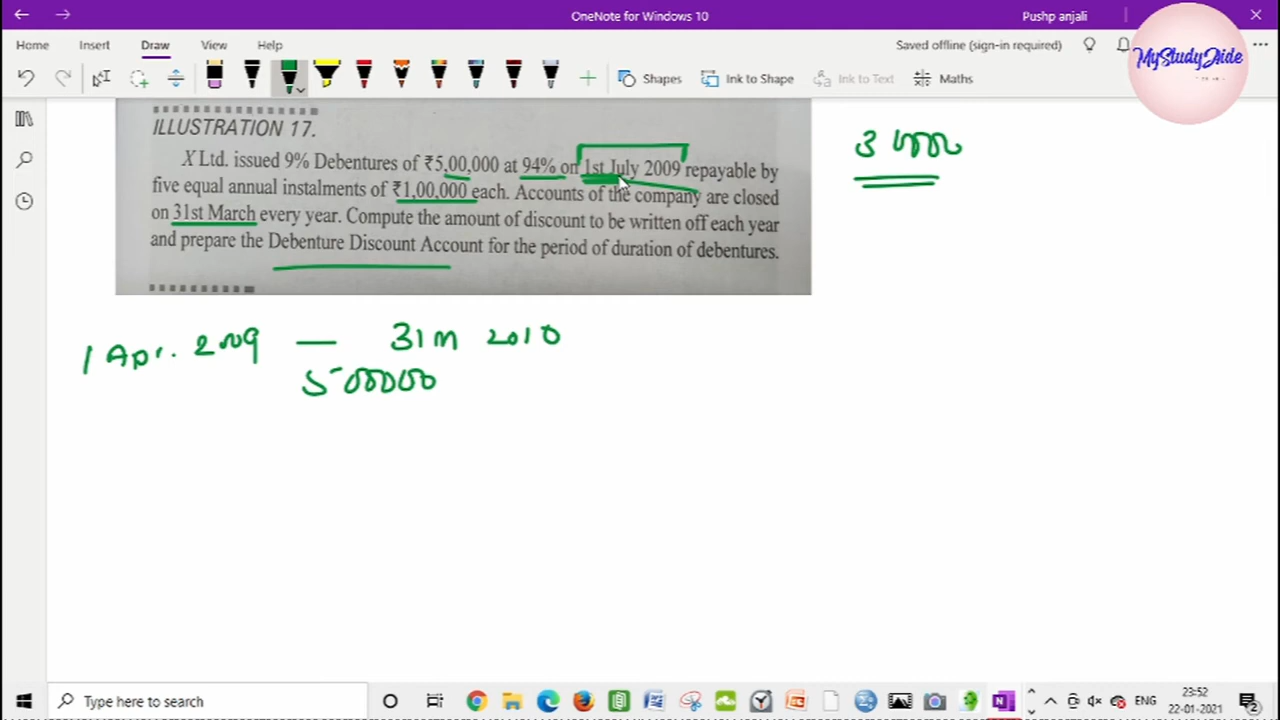 OneNote for Windows 10
Pushp anjali
Home Insert Draw View Help
Saved offline (sign-in required)
MyStudyAide
Shapes Ink to Shape Ink to Text Maths
ILLUSTRATION 17.
X Ltd. issued 9% Debentures of ₹5,00,000 at 94% on 1st July 2009 repayable by
five equal annual instalments of ₹1,00,000 each. Accounts of the company are closed
on 31st March every year. Compute the amount of discount to be written off each year
and prepare the Debenture Discount Account for the period of duration of debentures.
1 Apr. 2009 — 31 m 2010
500000
Type here to search
ENG
23:52
22-01-2021
2